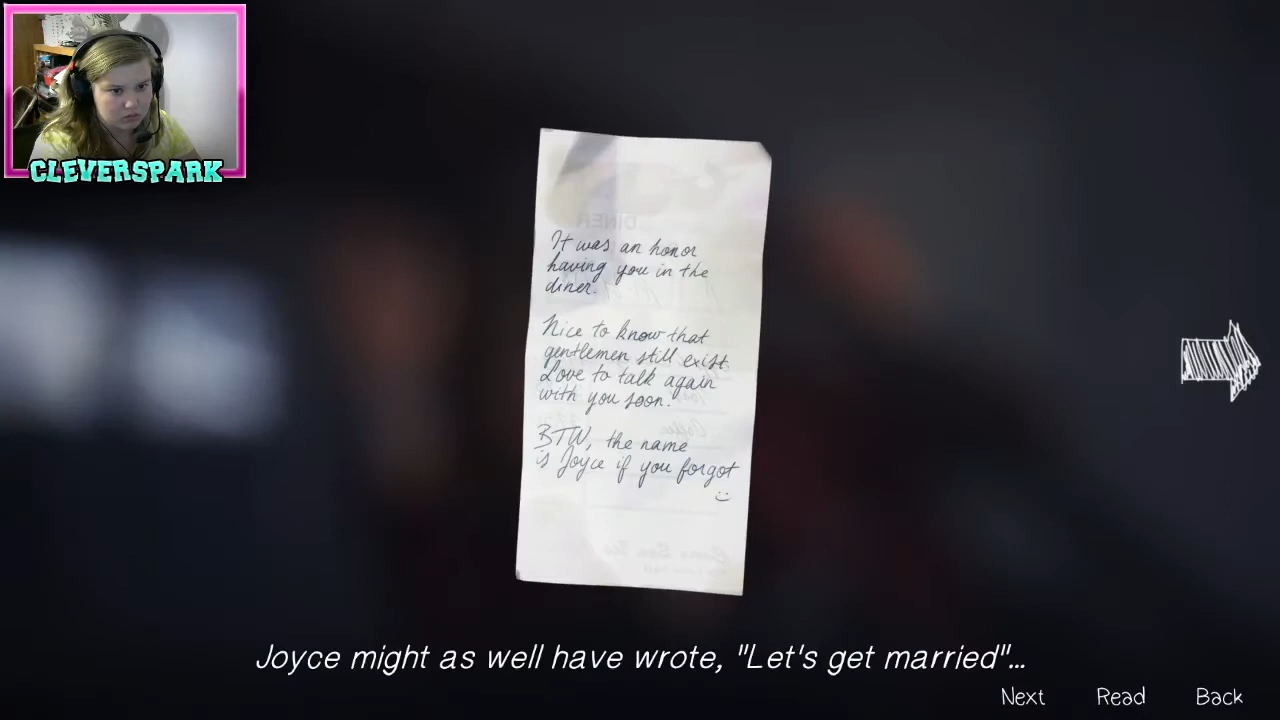 CLEVERSPARK
DINER
It was an honor
having you in the
diner.
Nice to know that
gentlemen still exist.
Love to talk again
with you soon.
BTW, the name
is Joyce if you forgot
Joyce might as well have wrote, "Let's get married"...
Next Read Back